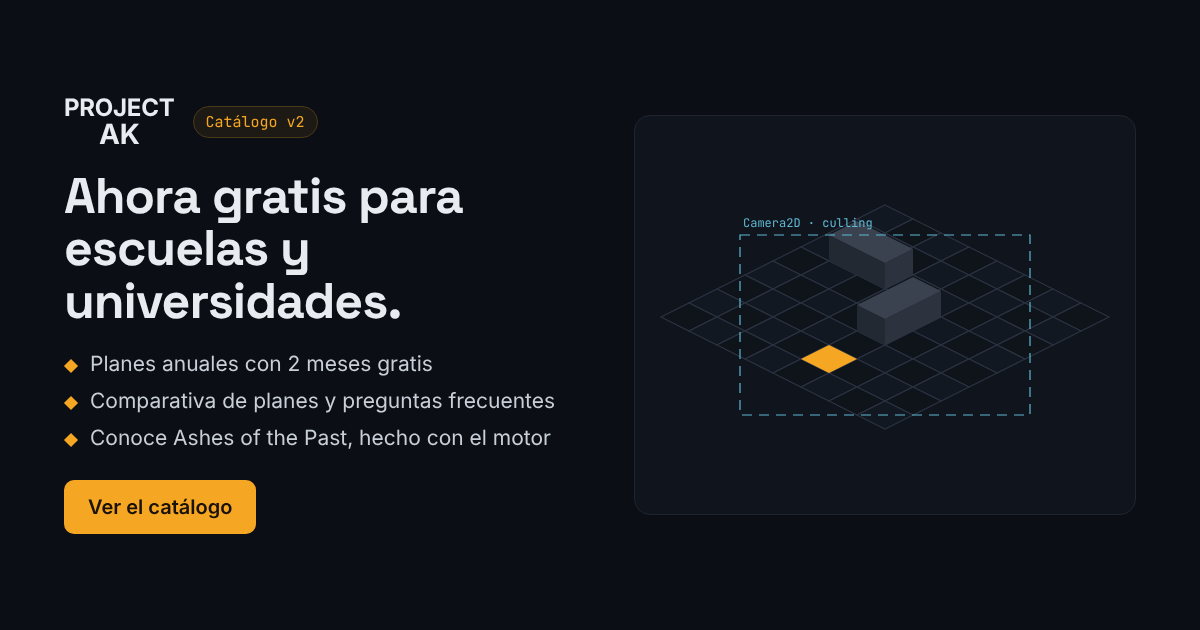 PROJECT
AK
Catálogo v2
Ahora gratis para
escuelas y
universidades.
Planes anuales con 2 meses gratis
Comparativa de planes y preguntas frecuentes
Conoce Ashes of the Past, hecho con el motor
Ver el catálogo
Camera2D · culling